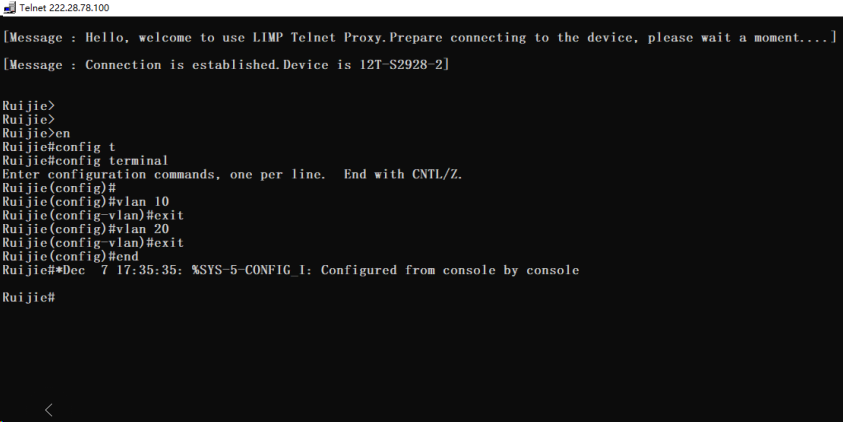 Telnet 222.28.78.100
[Message : Hello, welcome to use LIMP Telnet Proxy.Prepare connecting to the device, please wait a moment....]
[Message : Connection is established.Device is 12T-S2928-2]
Ruijie>
Ruijie>
Ruijie>en
Ruijie#config t
Ruijie#config terminal
Enter configuration commands, one per line.  End with CNTL/Z.
Ruijie(config)#
Ruijie(config)#vlan 10
Ruijie(config-vlan)#exit
Ruijie(config)#vlan 20
Ruijie(config-vlan)#exit
Ruijie(config)#end
Ruijie#*Dec  7 17:35:35: %SYS-5-CONFIG_I: Configured from console by console
Ruijie#